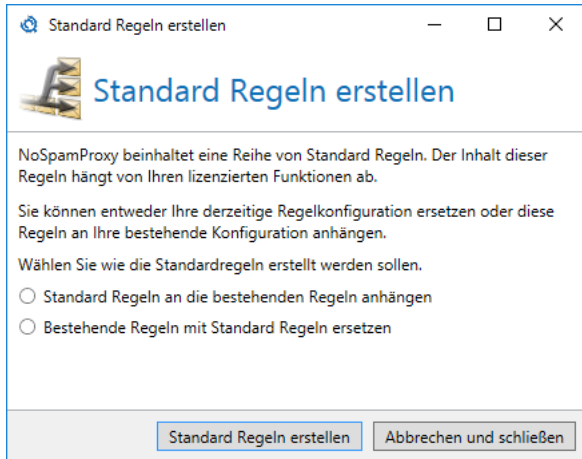 Standard Regeln erstellen
Standard Regeln erstellen
NoSpamProxy beinhaltet eine Reihe von Standard Regeln. Der Inhalt dieser
Regeln hängt von Ihren lizenzierten Funktionen ab.
Sie können entweder Ihre derzeitige Regelkonfiguration ersetzen oder diese
Regeln an Ihre bestehende Konfiguration anhängen.
Wählen Sie wie die Standardregeln erstellt werden sollen.
Standard Regeln an die bestehenden Regeln anhängen
Bestehende Regeln mit Standard Regeln ersetzen
Standard Regeln erstellen Abbrechen und schließen